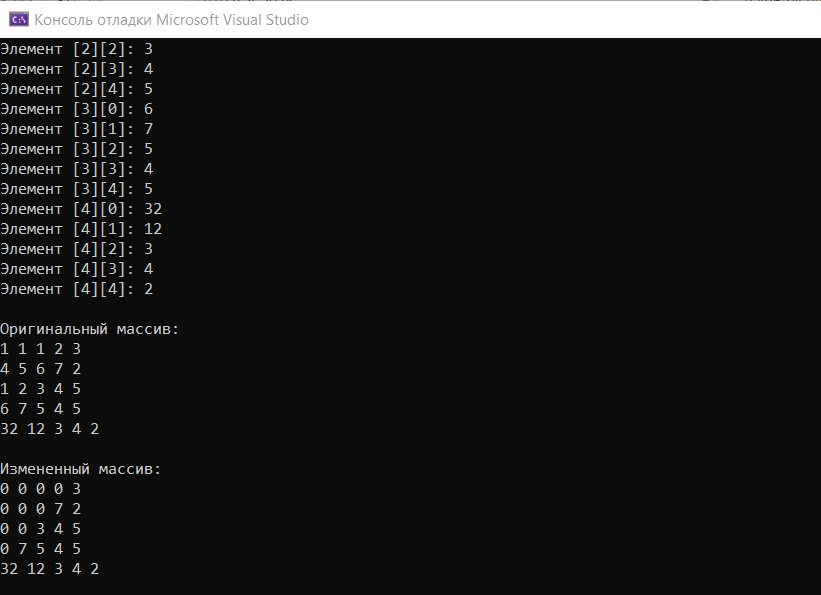 Консоль отладки Microsoft Visual Studio
Элемент [2][2]: 3
Элемент [2][3]: 4
Элемент [2][4]: 5
Элемент [3][0]: 6
Элемент [3][1]: 7
Элемент [3][2]: 5
Элемент [3][3]: 4
Элемент [3][4]: 5
Элемент [4][0]: 32
Элемент [4][1]: 12
Элемент [4][2]: 3
Элемент [4][3]: 4
Элемент [4][4]: 2
Оригинальный массив:
1 1 1 2 3
4 5 6 7 2
1 2 3 4 5
6 7 5 4 5
32 12 3 4 2
Измененный массив:
0 0 0 0 3
0 0 0 7 2
0 0 3 4 5
0 7 5 4 5
32 12 3 4 2